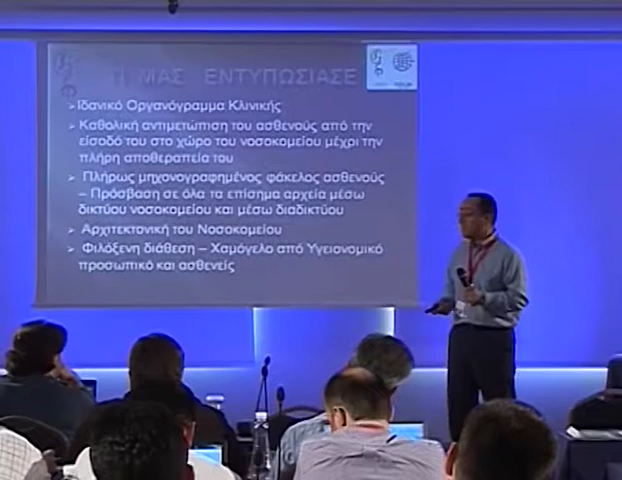 ΤΙ ΜΑΣ ΕΝΤΥΠΩΣΙΑΣΕ
Ιδανικό Οργανόγραμμα Κλινικής
Καθολική αντιμετώπιση του ασθενούς από την
είσοδό του στο χώρο του νοσοκομείου μέχρι την
πλήρη αποθεραπεία του
Πλήρως μηχονογραφημένος φάκελος ασθενούς
– Πρόσβαση σε όλα τα επίσημα αρχεία μέσω
δικτύου νοσοκομείου και μέσω διαδικτύου
Αρχιτεκτονική του Νοσοκομείου
Φιλόξενη διάθεση – Χαμόγελο από Υγειονομικό
προσωπικό και ασθενείς